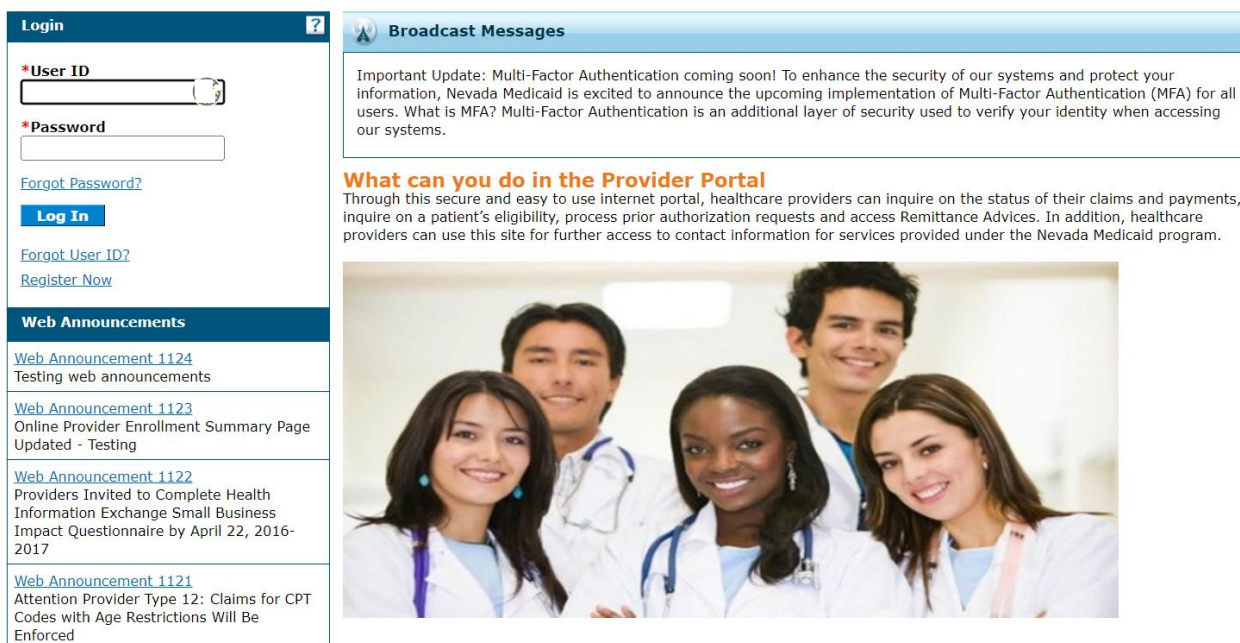 Login
?
*User ID
*Password
Forgot Password?
Log In
Forgot User ID?
Register Now
Web Announcements
Web Announcement 1124
Testing web announcements
Web Announcement 1123
Online Provider Enrollment Summary Page
Updated - Testing
Web Announcement 1122
Providers Invited to Complete Health
Information Exchange Small Business
Impact Questionnaire by April 22, 2016-
2017
Web Announcement 1121
Attention Provider Type 12: Claims for CPT
Codes with Age Restrictions Will Be
Enforced
Broadcast Messages
Important Update: Multi-Factor Authentication coming soon! To enhance the security of our systems and protect your
information, Nevada Medicaid is excited to announce the upcoming implementation of Multi-Factor Authentication (MFA) for all
users. What is MFA? Multi-Factor Authentication is an additional layer of security used to verify your identity when accessing
our systems.
What can you do in the Provider Portal
Through this secure and easy to use internet portal, healthcare providers can inquire on the status of their claims and payments,
inquire on a patient’s eligibility, process prior authorization requests and access Remittance Advices. In addition, healthcare
providers can use this site for further access to contact information for services provided under the Nevada Medicaid program.